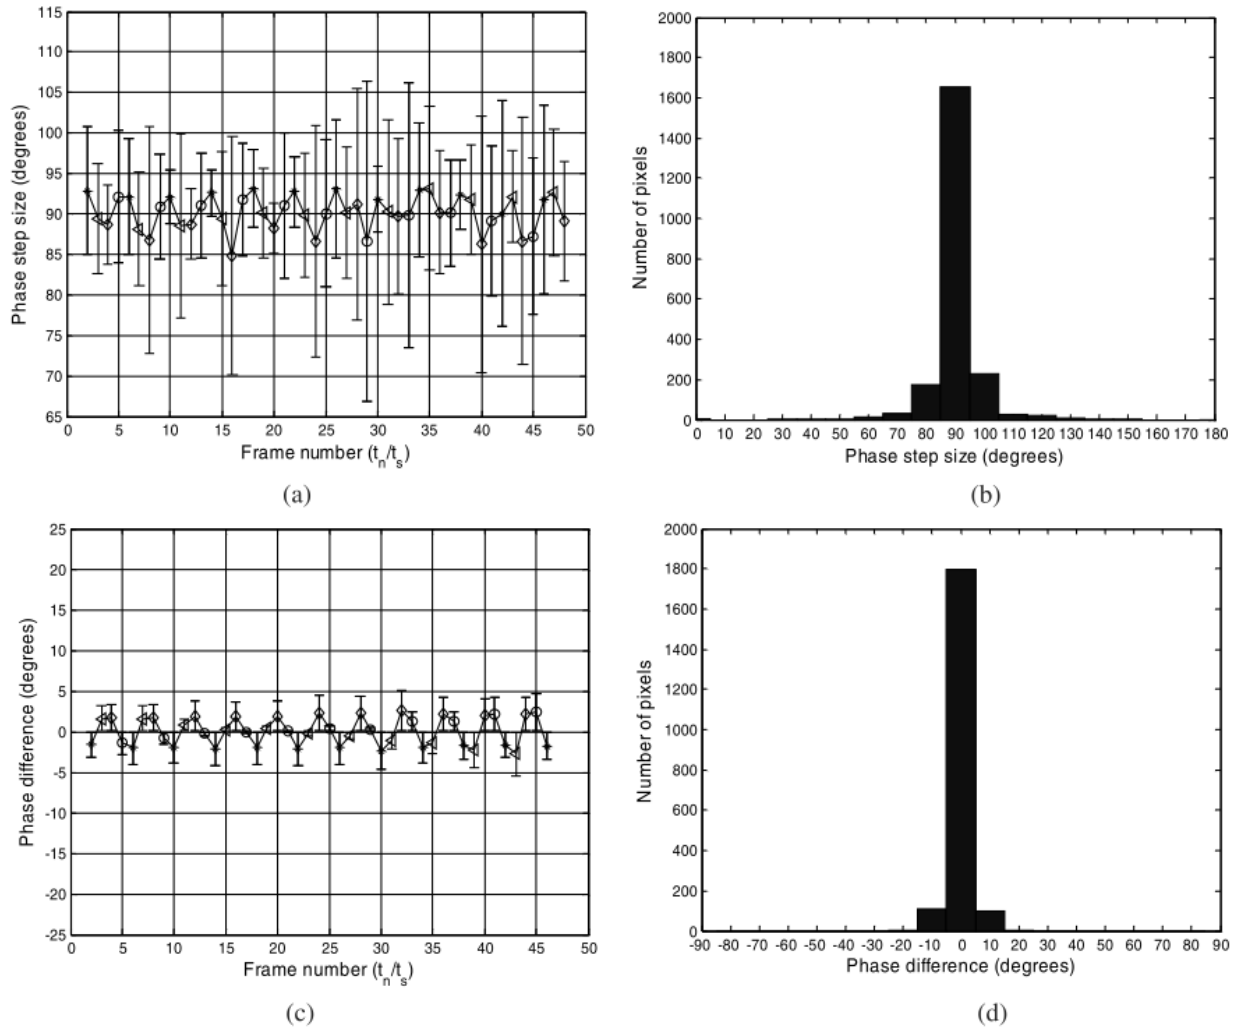 115
110
105
100
95
90
85
80
75
70
65
Phase step size (degrees)
0 5 10 15 20 25 30 35 40 45 50
Frame number (tn/ts)
(a)
2000
1800
1600
1400
1200
1000
800
600
400
200
0
Number of pixels
0 10 20 30 40 50 60 70 80 90 100 110 120 130 140 150 160 170 180
Phase step size (degrees)
(b)
25
20
15
10
5
0
-5
-10
-15
-20
-25
Phase difference (degrees)
0 5 10 15 20 25 30 35 40 45 50
Frame number (tn/ts)
(c)
2000
1800
1600
1400
1200
1000
800
600
400
200
0
Number of pixels
-90 -80 -70 -60 -50 -40 -30 -20 -10 0 10 20 30 40 50 60 70 80 90
Phase difference (degrees)
(d)